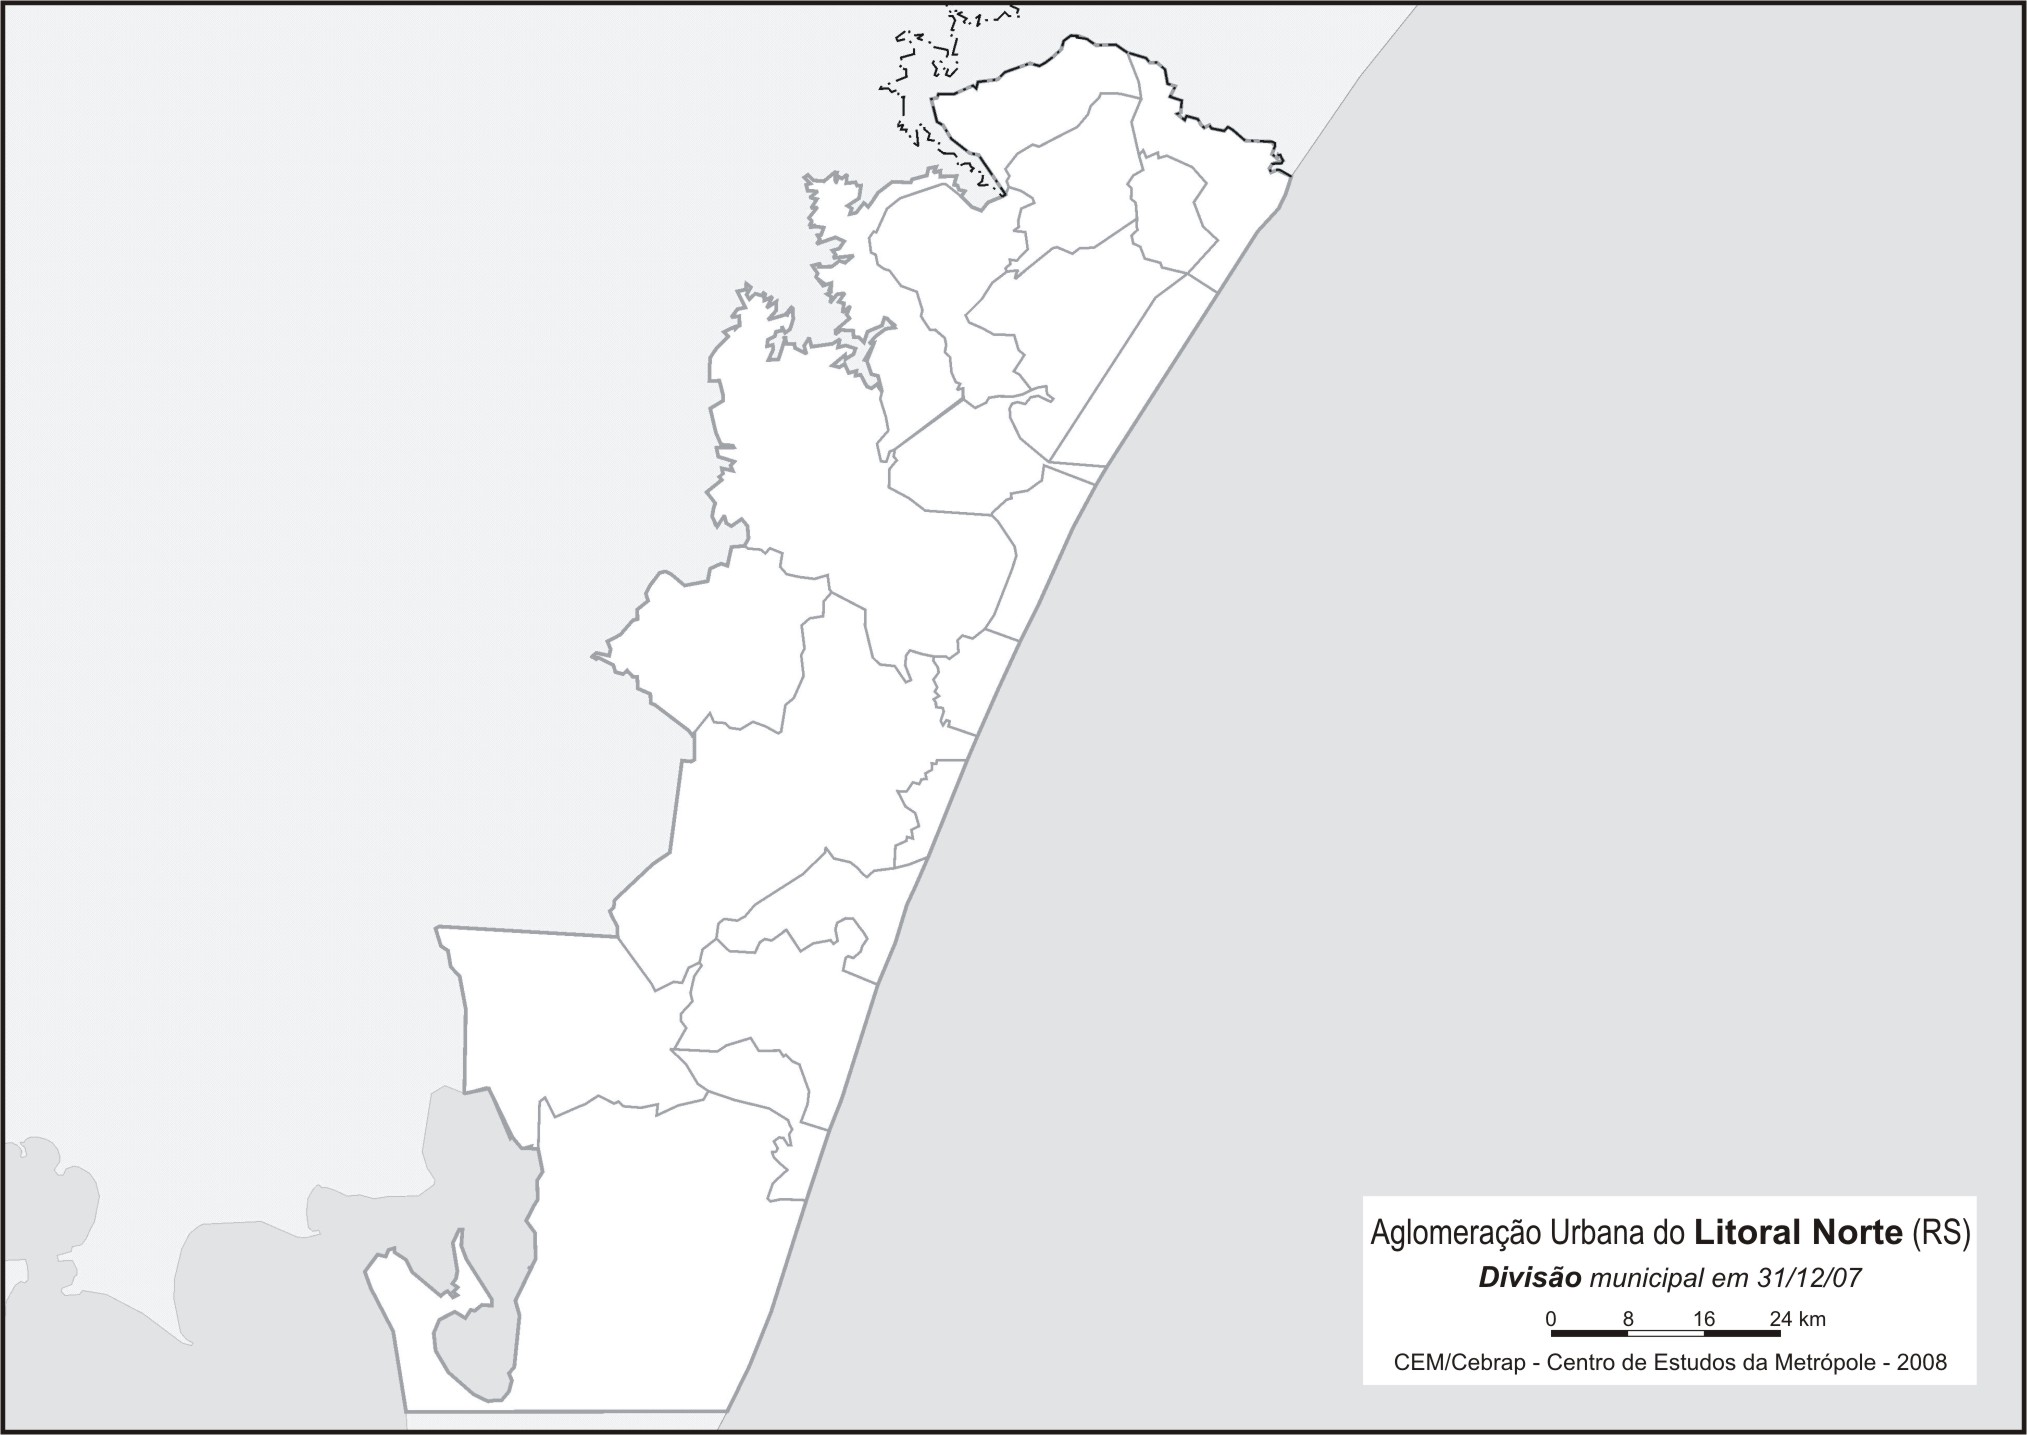 Aglomeração Urbana do Litoral Norte (RS)
Divisão municipal em 31/12/07
0 8 16 24 km
CEM/Cebrap - Centro de Estudos da Metrópole - 2008